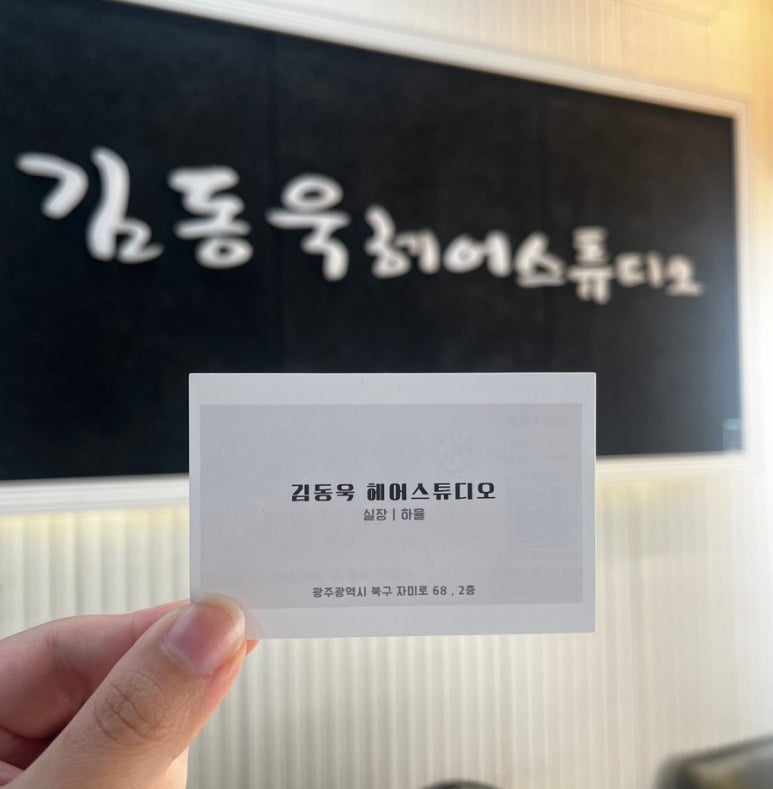 김동욱 헤어스튜디오
김동욱 헤어스튜디오
실장 | 하율
광주광역시 북구 자미로 68 . 2층